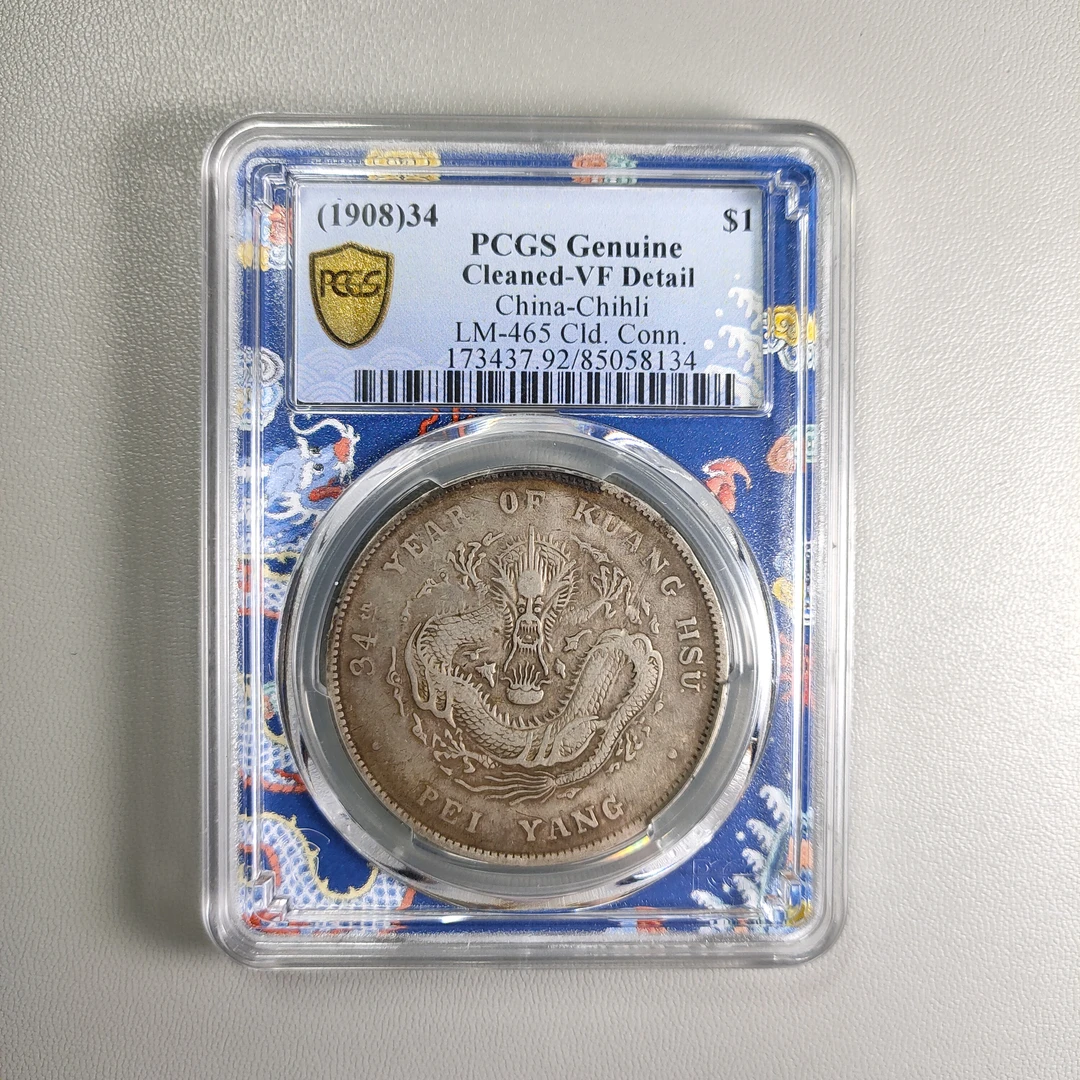 (1908)34 $1
PCGS Genuine
Cleaned-VF Detail
China-Chihli
LM-465 Cld. Conn.
173437.92/85058134
PCGS
34TH YEAR OF KUANG HSÜ
PEI YANG